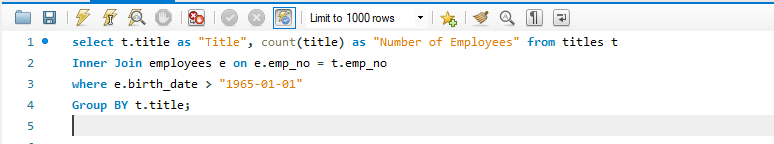 Limit to 1000 rows
1 select t.title as "Title", count(title) as "Number of Employees" from titles t
2 Inner Join employees e on e.emp_no = t.emp_no
3 where e.birth_date > "1965-01-01"
4 Group BY t.title;
5